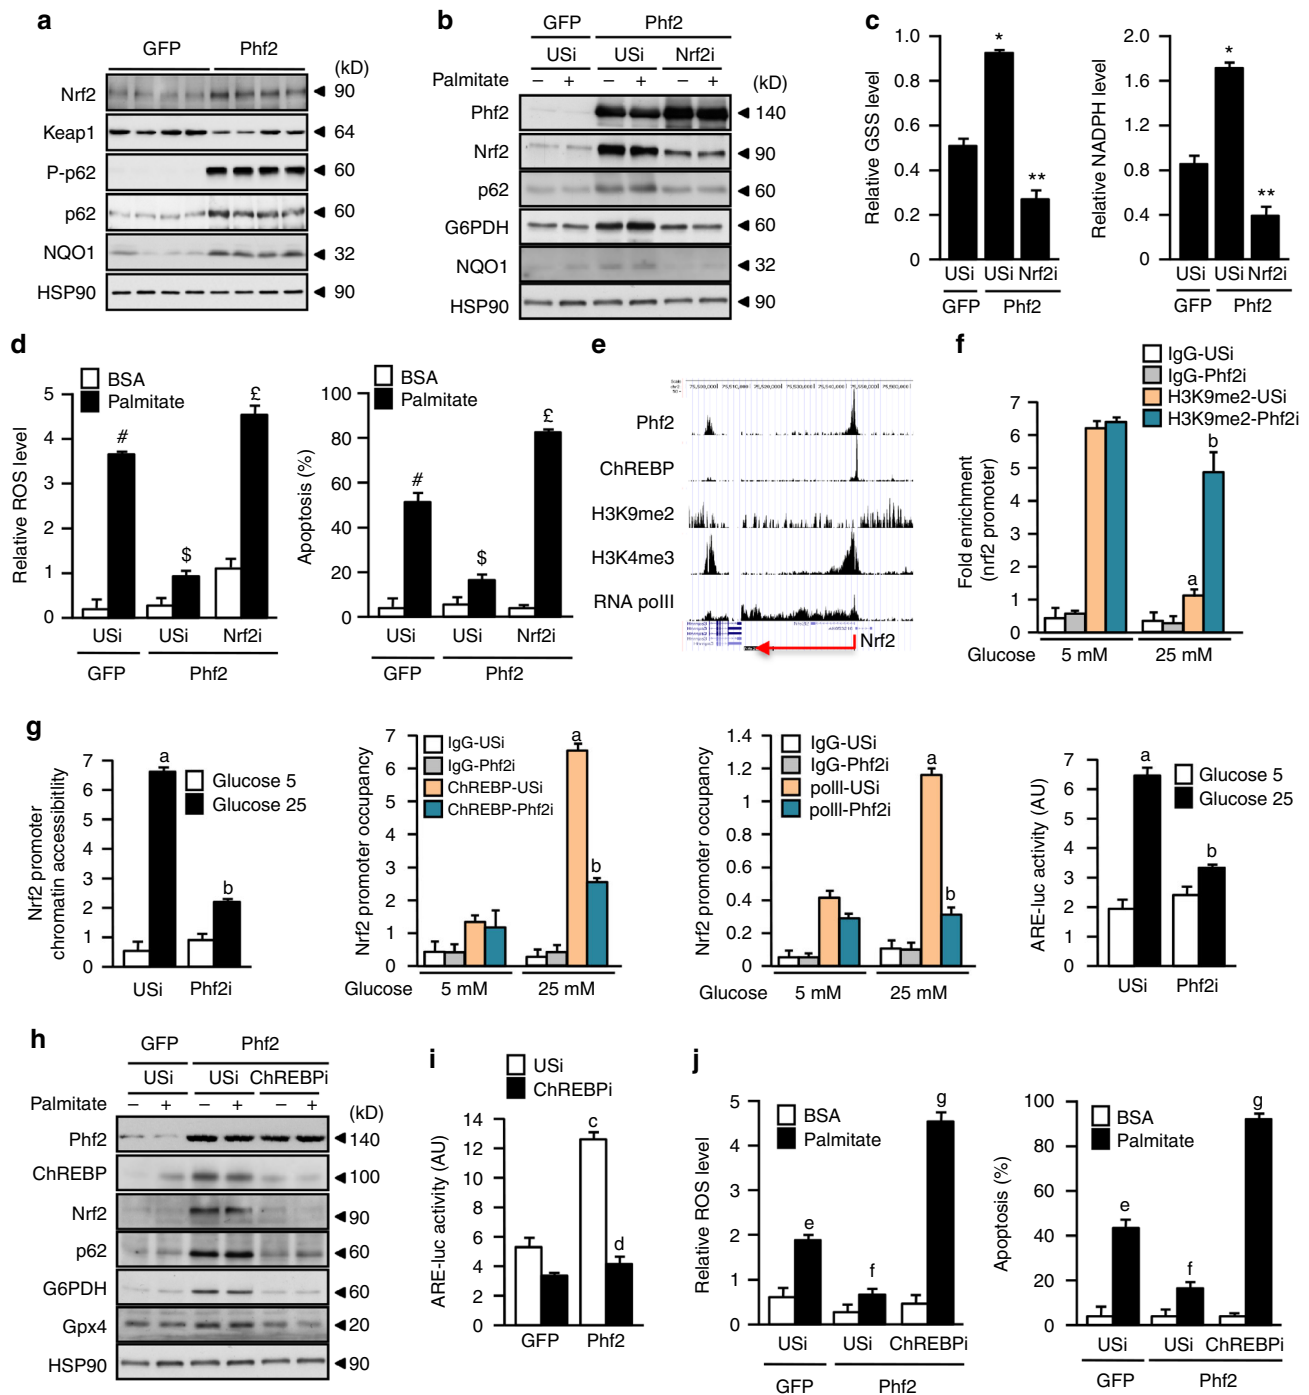 a
GFP Phf2
(kD)
Nrf2 90
Keap1 64
P-p62 60
p62 60
NQO1 32
HSP90 90
b
GFP Phf2
USi USi Nrf2i
Palmitate – + – + – + (kD)
Phf2 140
Nrf2 90
p62 60
G6PDH 60
NQO1 32
HSP90 90
c
Relative GSS level
1.0
0.8
0.6
0.4
0.2
0
*
**
USi USi Nrf2i
GFP Phf2
Relative NADPH level
2.0
1.6
1.2
0.8
0.4
0
*
**
USi USi Nrf2i
GFP Phf2
d
BSA
Palmitate
Relative ROS level
5
4
3
2
1
0
#
$
£
USi USi Nrf2i
GFP Phf2
BSA
Palmitate
Apoptosis (%)
100
80
60
40
20
0
#
$
£
USi USi Nrf2i
GFP Phf2
e
Phf2
ChREBP
H3K9me2
H3K4me3
RNA polII
Nrf2
f
IgG-USi
IgG-Phf2i
H3K9me2-USi
H3K9me2-Phf2i
Fold enrichment
(nrf2 promoter)
7
6
5
4
3
2
1
0
a
b
Glucose 5 mM 25 mM
g
Nrf2 promoter
chromatin accessibitlity
7
6
5
4
3
2
1
0
a
b
Glucose 5
Glucose 25
USi Phf2i
Nrf2 promoter occupancy
7
6
5
4
3
2
1
0
IgG-USi
IgG-Phf2i
ChREBP-USi
ChREBP-Phf2i
a
b
Glucose 5 mM 25 mM
Nrf2 promoter occupancy
1.4
1.2
1.0
0.8
0.6
0.4
0.2
0
IgG-USi
IgG-Phf2i
polII-USi
polII-Phf2i
a
b
Glucose 5 mM 25 mM
ARE-luc activity (AU)
7
6
5
4
3
2
1
0
a
b
Glucose 5
Glucose 25
USi Phf2i
h
GFP Phf2
USi USi ChREBPi
Palmitate – + – + – + (kD)
Phf2 140
ChREBP 100
Nrf2 90
p62 60
G6PDH 60
Gpx4 20
HSP90 90
i
USi
ChREBPi
ARE-luc activity (AU)
14
12
10
8
6
4
2
0
c
d
GFP Phf2
j
BSA
Palmitate
Relative ROS level
5
4
3
2
1
0
e
f
g
USi USi ChREBPi
GFP Phf2
BSA
Palmitate
Apoptosis (%)
100
80
60
40
20
0
e
f
g
USi USi ChREBPi
GFP Phf2